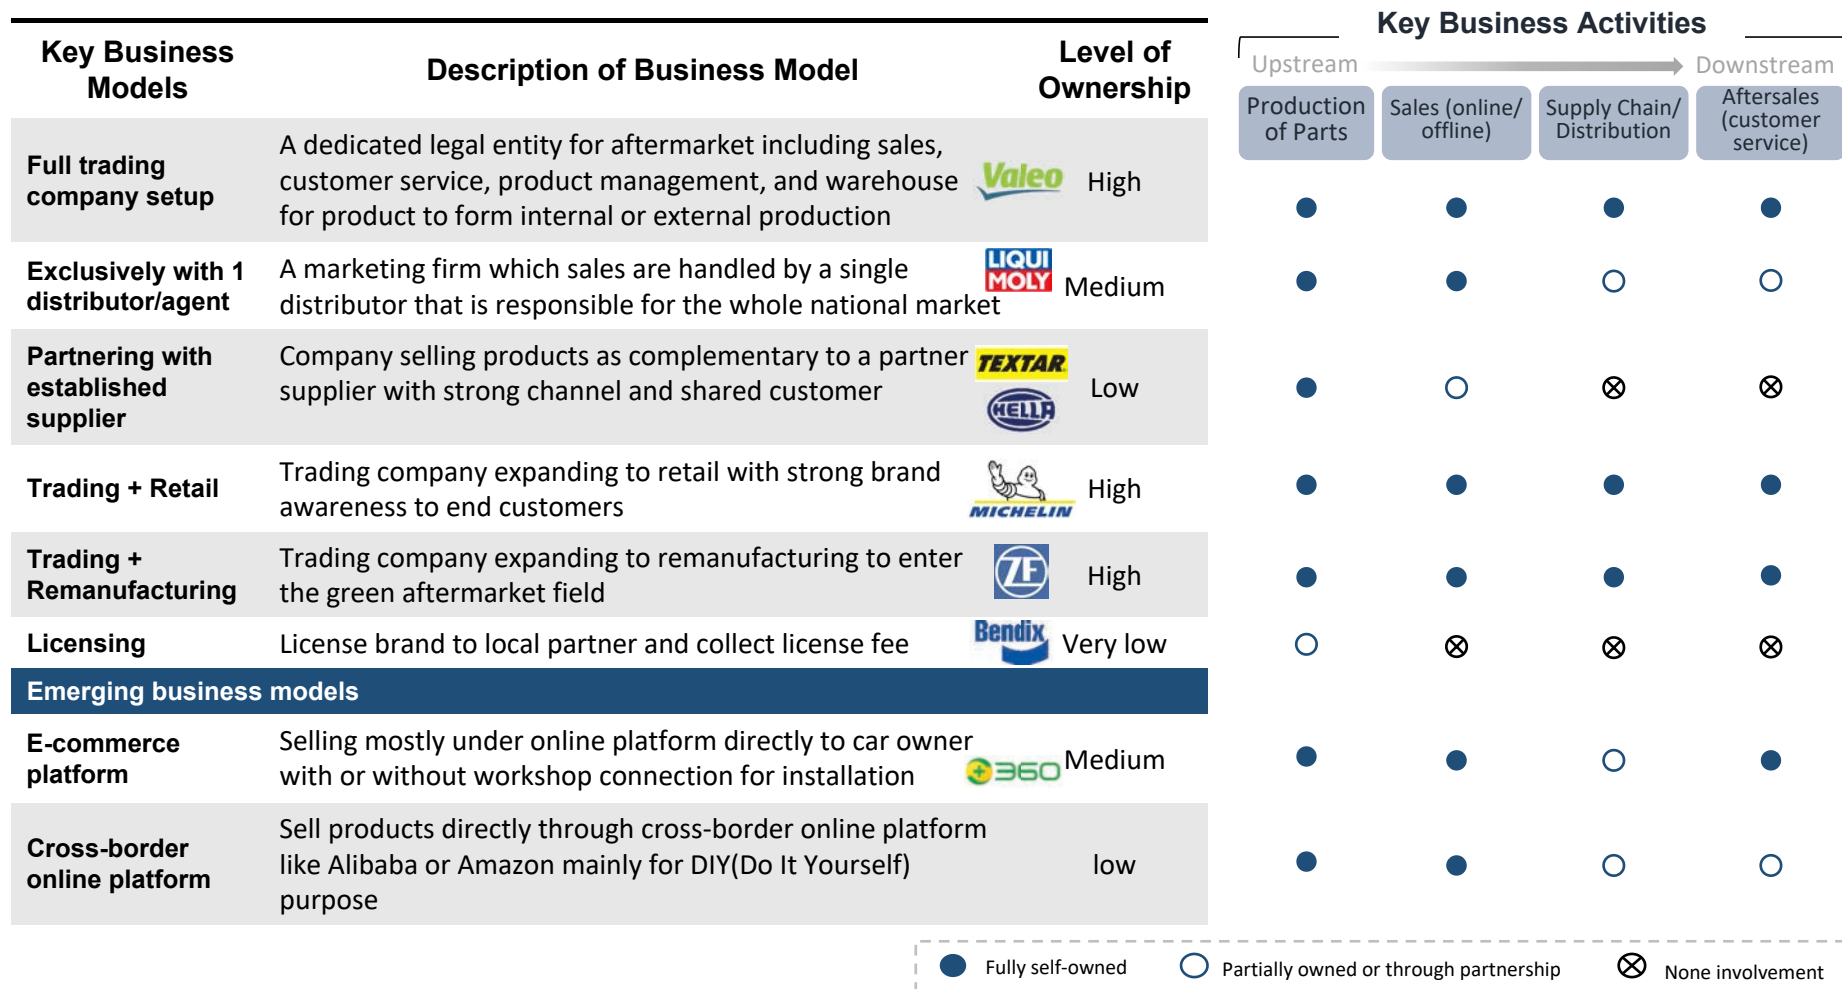 Key Business Activities
Key Business
Models
Description of Business Model
Level of
Ownership
Upstream
Downstream
Production
of Parts
Sales (online/
offline)
Supply Chain/
Distribution
Aftersales
(customer
service)
Full trading
company setup
A dedicated legal entity for aftermarket including sales,
customer service, product management, and warehouse
for product to form internal or external production
Valeo
High
Exclusively with 1
distributor/agent
A marketing firm which sales are handled by a single
distributor that is responsible for the whole national market
LIQUI
MOLY
Medium
Partnering with
established
supplier
Company selling products as complementary to a partner
supplier with strong channel and shared customer
TEXTAR
HELLA
Low
Trading + Retail
Trading company expanding to retail with strong brand
awareness to end customers
MICHELIN
High
Trading +
Remanufacturing
Trading company expanding to remanufacturing to enter
the green aftermarket field
ZF
High
Licensing
License brand to local partner and collect license fee
Bendix
Very low
Emerging business models
E-commerce
platform
Selling mostly under online platform directly to car owner
with or without workshop connection for installation
360
Medium
Cross-border
online platform
Sell products directly through cross-border online platform
like Alibaba or Amazon mainly for DIY(Do It Yourself)
purpose
low
Fully self-owned
Partially owned or through partnership
None involvement